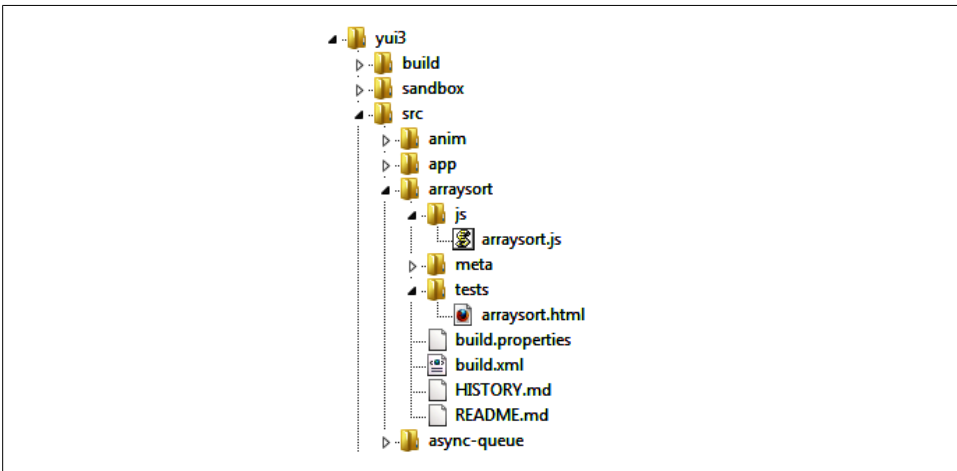 yui3
build
sandbox
src
anim
app
arraysort
js
arraysort.js
meta
tests
arraysort.html
build.properties
build.xml
HISTORY.md
README.md
async-queue